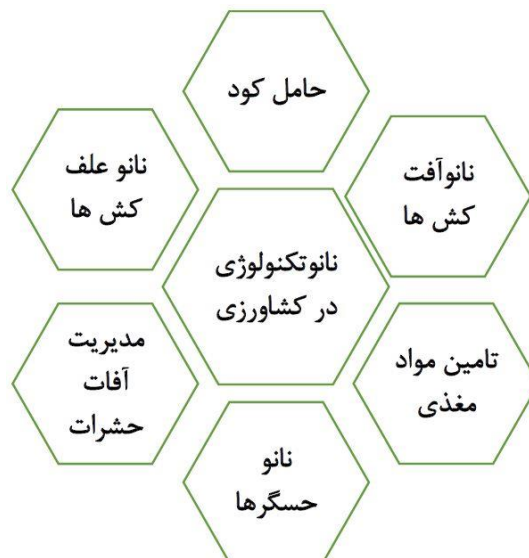 حامل کود
نانوآفت
کش ها
نانو علف
کش ها
نانوتکنولوژی
در کشاورزی
تامین مواد
مغذی
مدیریت
آفات
حشرات
نانو
حسگرها